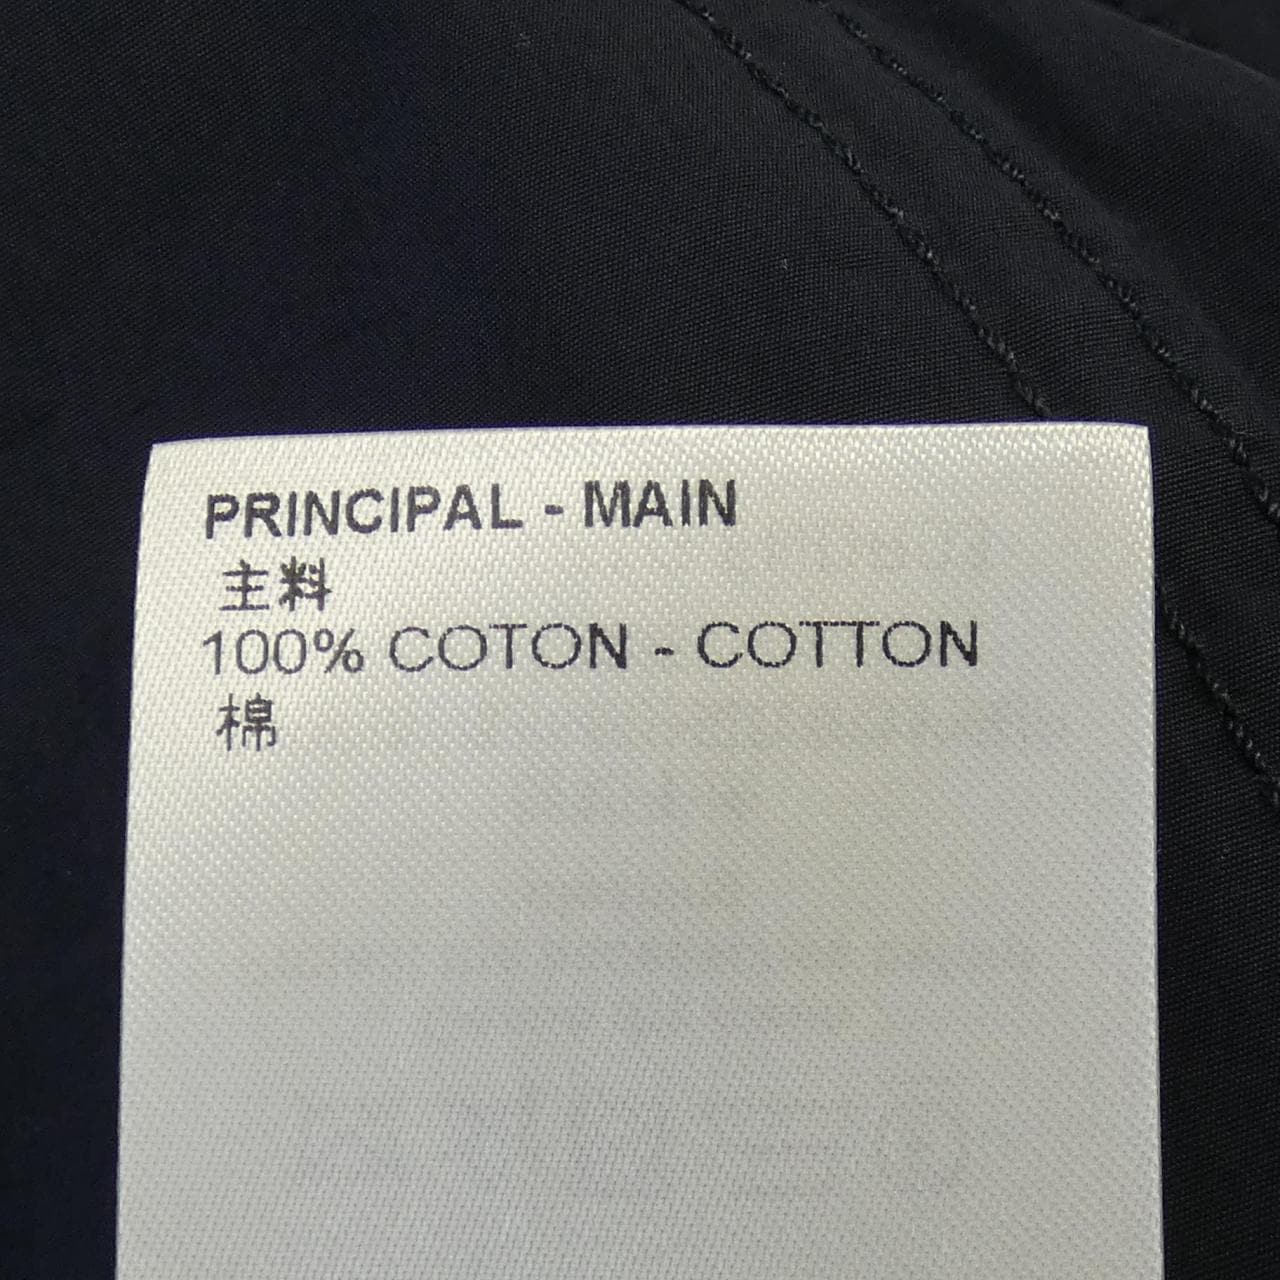 PRINCIPAL - MAIN
主料
100% COTON - COTTON
棉